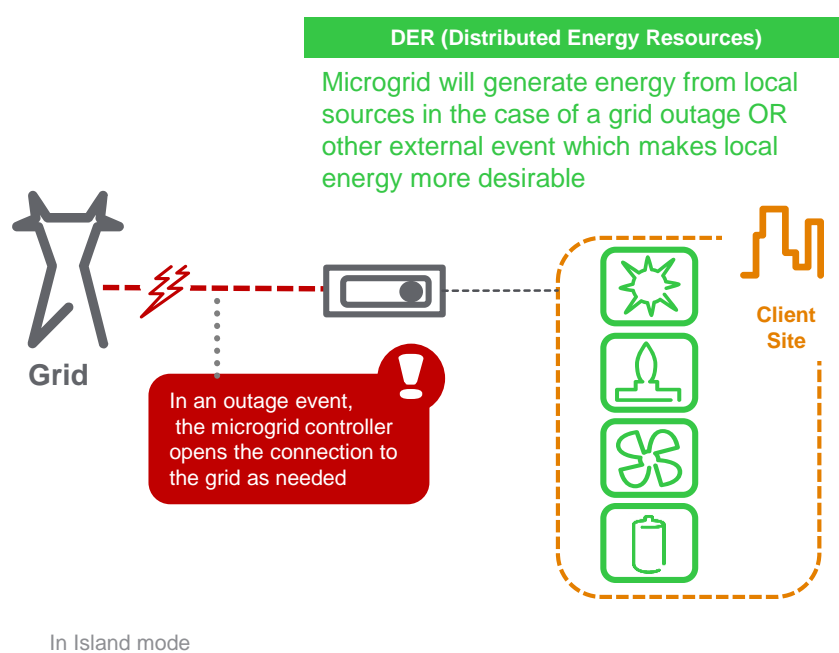 DER (Distributed Energy Resources)
Microgrid will generate energy from local
sources in the case of a grid outage OR
other external event which makes local
energy more desirable
Client
Site
Grid
In an outage event,
the microgrid controller
opens the connection to
the grid as needed
In Island mode